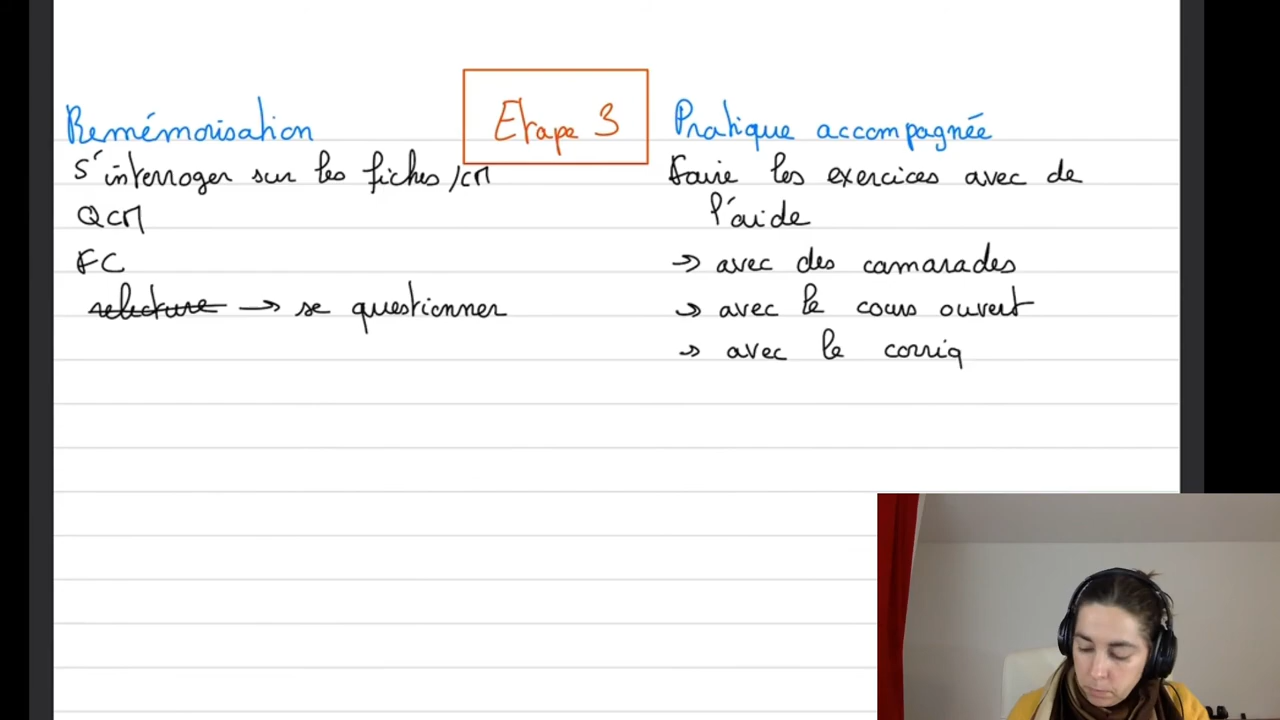 Etape 3
Remémorisation
S'interroger sur les fiches/CM
QCM
FC
relecture → se questionner
Pratique accompagnée
Faire les exercices avec de
l'aide
→ avec des camarades
→ avec le cours ouvert
→ avec le corrig